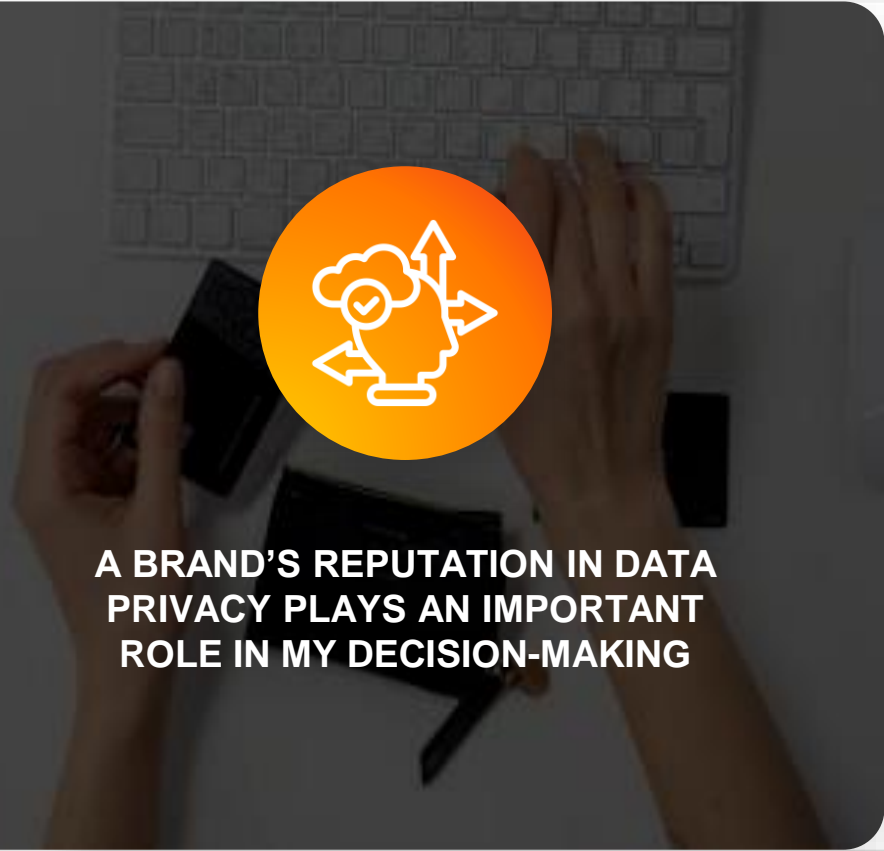 A BRAND’S REPUTATION IN DATA
PRIVACY PLAYS AN IMPORTANT
ROLE IN MY DECISION-MAKING